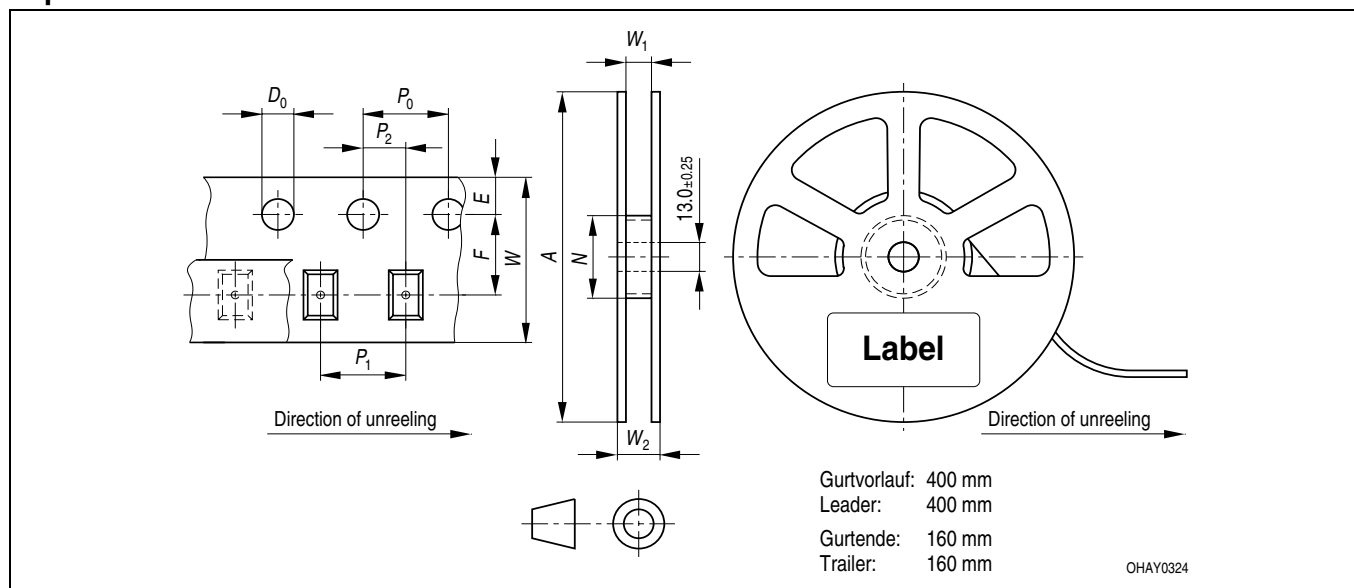 W1
D0
P0
P2
E
F
W
A
N
13.0±0.25
P1
W2
Label
Direction of unreeling
Direction of unreeling
Gurtvorlauf: 400 mm
Leader: 400 mm
Gurtende: 160 mm
Trailer: 160 mm
OHAY0324